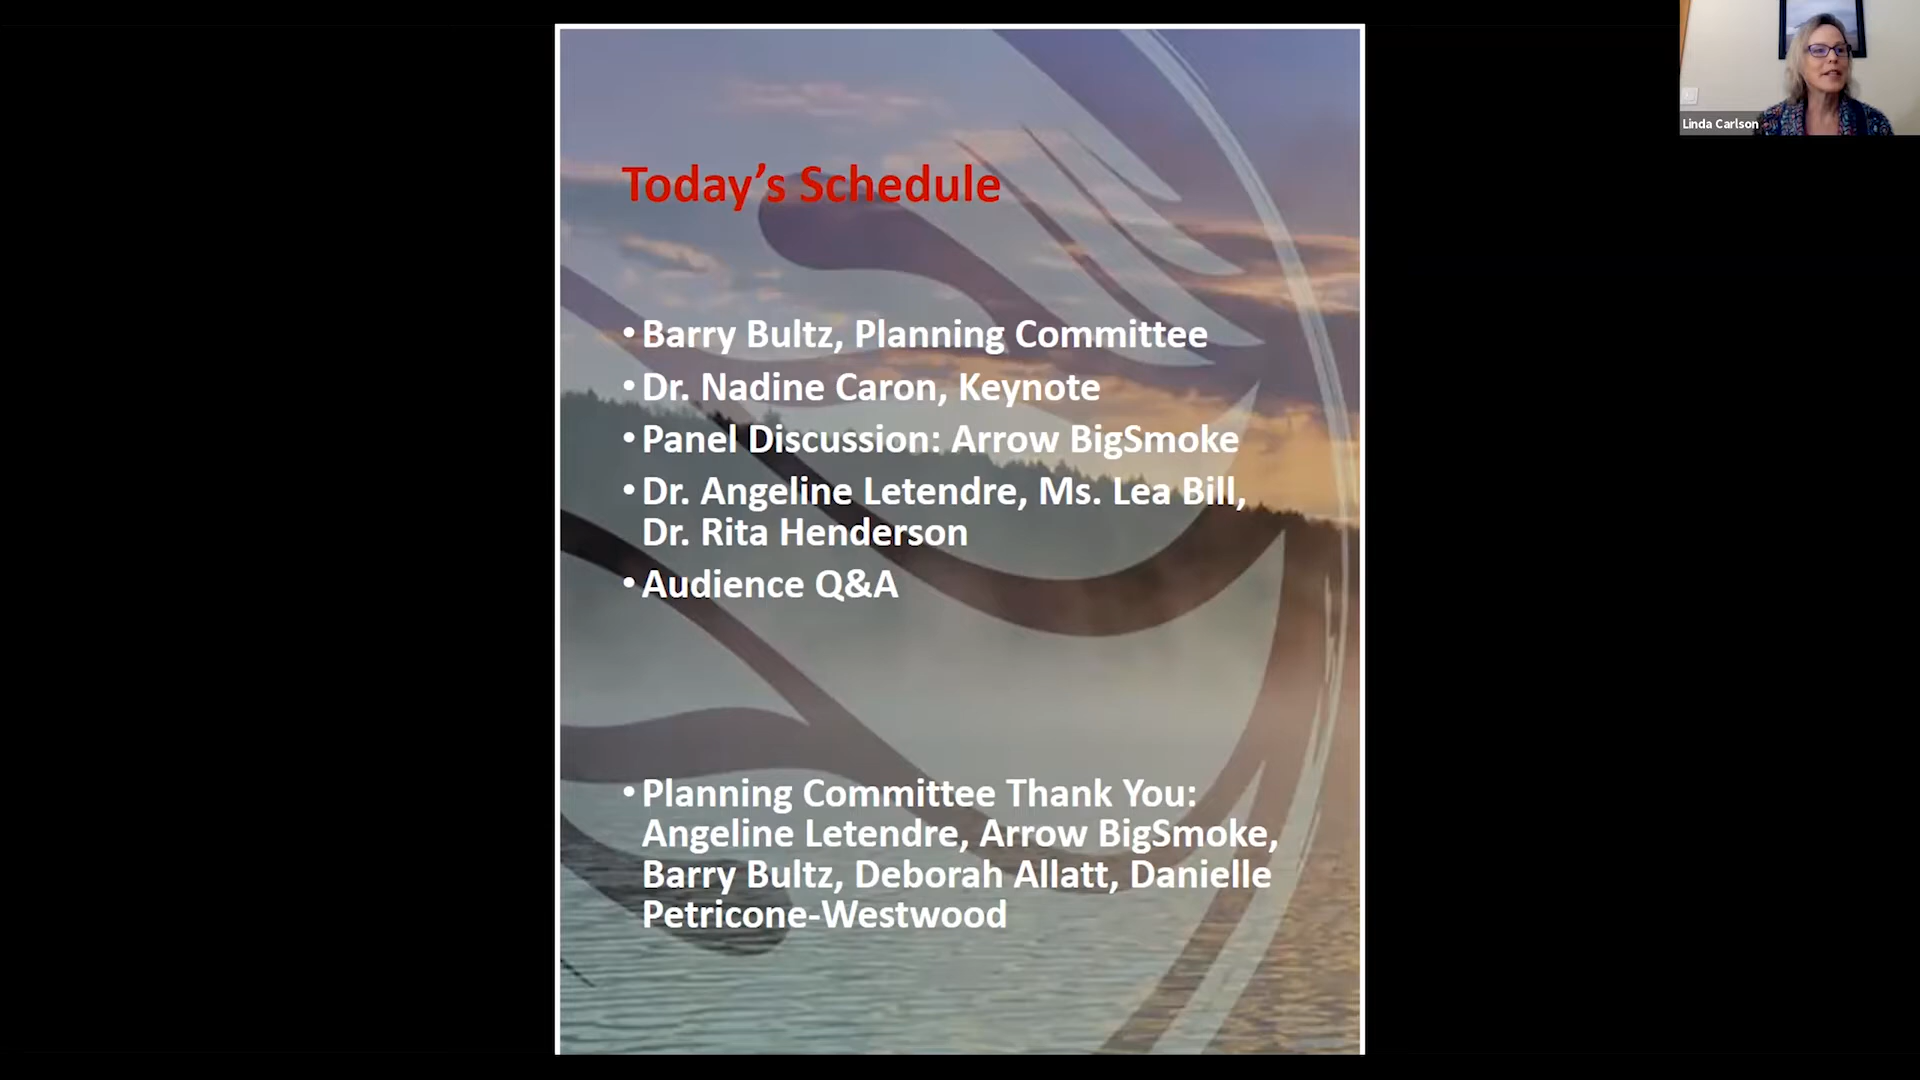 Today's Schedule
• Barry Bultz, Planning Committee
• Dr. Nadine Caron, Keynote
• Panel Discussion: Arrow BigSmoke
• Dr. Angeline Letendre, Ms. Lea Bill,
Dr. Rita Henderson
• Audience Q&A
• Planning Committee Thank You:
Angeline Letendre, Arrow BigSmoke,
Barry Bultz, Deborah Allatt, Danielle
Petricone-Westwood
Linda Carlson